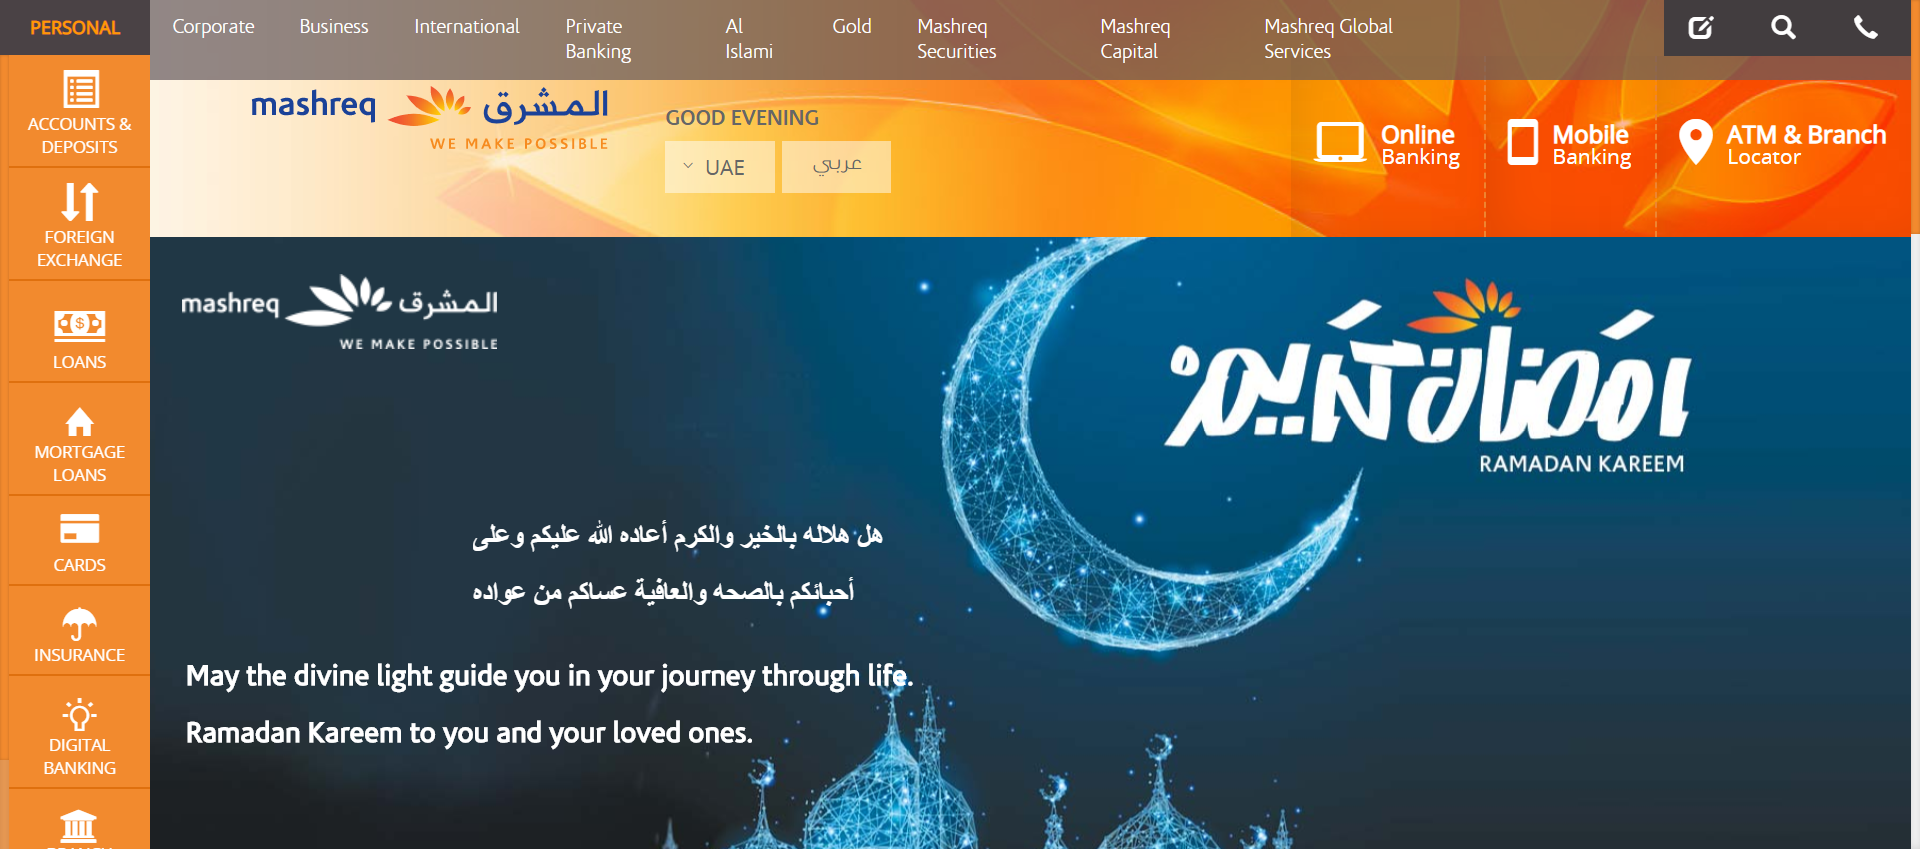 PERSONAL
Corporate
Business
International
Private
Banking
Al
Islami
Gold
Mashreq
Securities
Mashreq
Capital
Mashreq Global
Services
ACCOUNTS &
DEPOSITS
FOREIGN
EXCHANGE
LOANS
MORTGAGE
LOANS
CARDS
INSURANCE
DIGITAL
BANKING
mashreq المشرق
WE MAKE POSSIBLE
GOOD EVENING
UAE
عربي
Online
Banking
Mobile
Banking
ATM & Branch
Locator
mashreq المشرق
WE MAKE POSSIBLE
رمضان كريم
RAMADAN KAREEM
هل هلاله بالخير والكرم أعاده الله عليكم وعلى
أحبائكم بالصحه والعافية عساكم من عواده
May the divine light guide you in your journey through life.
Ramadan Kareem to you and your loved ones.